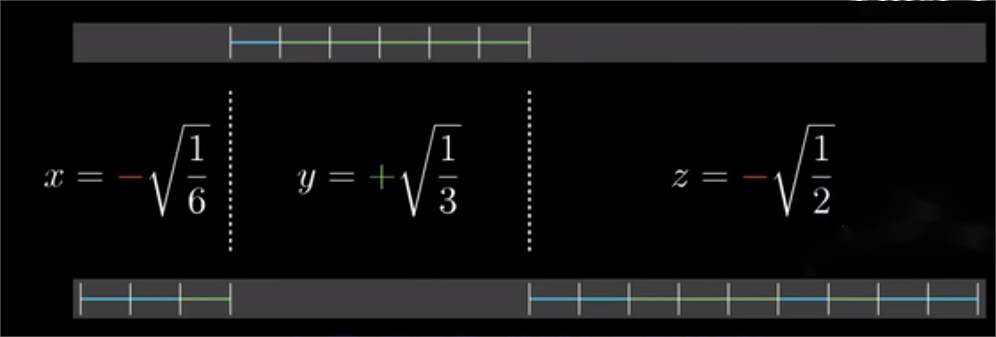 x = −√(1/6) y = +√(1/3) z = −√(1/2)